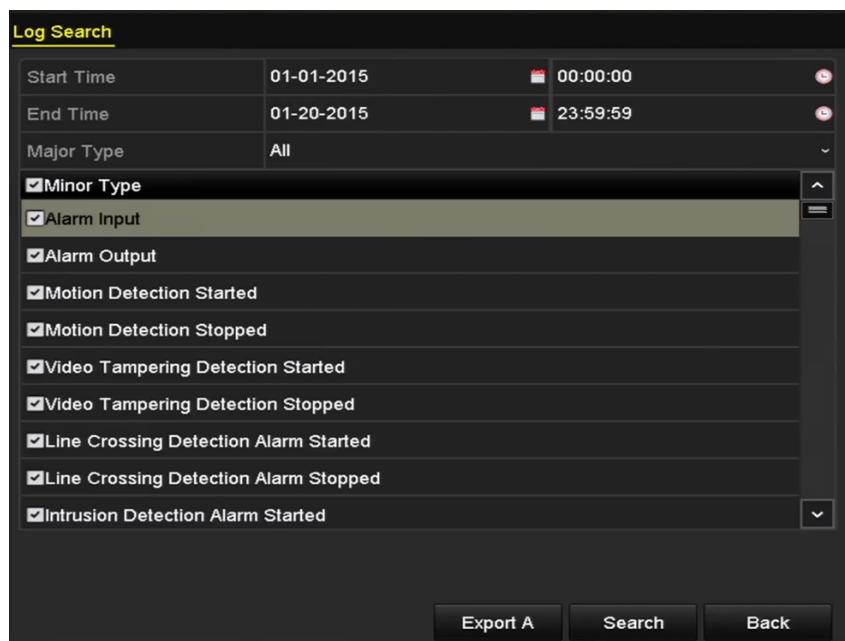 Log Search
Start Time 01-01-2015 00:00:00
End Time 01-20-2015 23:59:59
Major Type All
Minor Type
Alarm Input
Alarm Output
Motion Detection Started
Motion Detection Stopped
Video Tampering Detection Started
Video Tampering Detection Stopped
Line Crossing Detection Alarm Started
Line Crossing Detection Alarm Stopped
Intrusion Detection Alarm Started
Export A Search Back